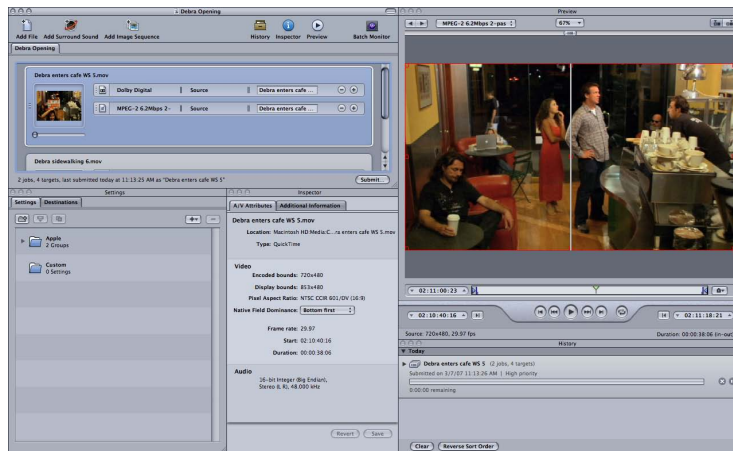 Debra Opening
Add File Add Surround Sound Add Image Sequence
History Inspector Preview
Batch Monitor
Debra Opening
Debra enters cafe WS 5.mov
Dolby Digital Source Debra enters cafe ...
MPEG-2 6.2Mbps 2- Source Debra enters cafe ...
Debra sidewalking 6.mov
2 jobs, 4 targets, last submitted today at 11:13:25 AM as "Debra enters cafe WS 5"
Submit...
Settings
Settings Destinations
Apple
2 Groups
Custom
0 Settings
Inspector
A/V Attributes Additional Information
Debra enters cafe WS 5.mov
Location: Macintosh HD:Media:C...ra enters cafe WS 5.mov
Type: QuickTime
Video
Encoded bounds: 720x480
Display bounds: 853x480
Pixel Aspect Ratio: NTSC CCIR 601/DV (16:9)
Native Field Dominance: Bottom first
Frame rate: 29.97
Start: 02:10:40:16
Duration: 00:00:38:06
Audio
16-bit Integer (Big Endian),
Stereo (L R), 48.000 kHz
Revert Save
Preview
MPEG-2 6.2Mbps 2-pas
67%
02:11:00:23
02:10:40:16
02:11:18:21
Source: 720x480, 29.97 fps
Duration: 00:00:38:06 (in-out)
History
Today
Debra enters cafe WS 5 (2 jobs, 4 targets)
Submitted on 3/7/07 11:13:26 AM | High priority
0:00:00 remaining
Clear Reverse Sort Order